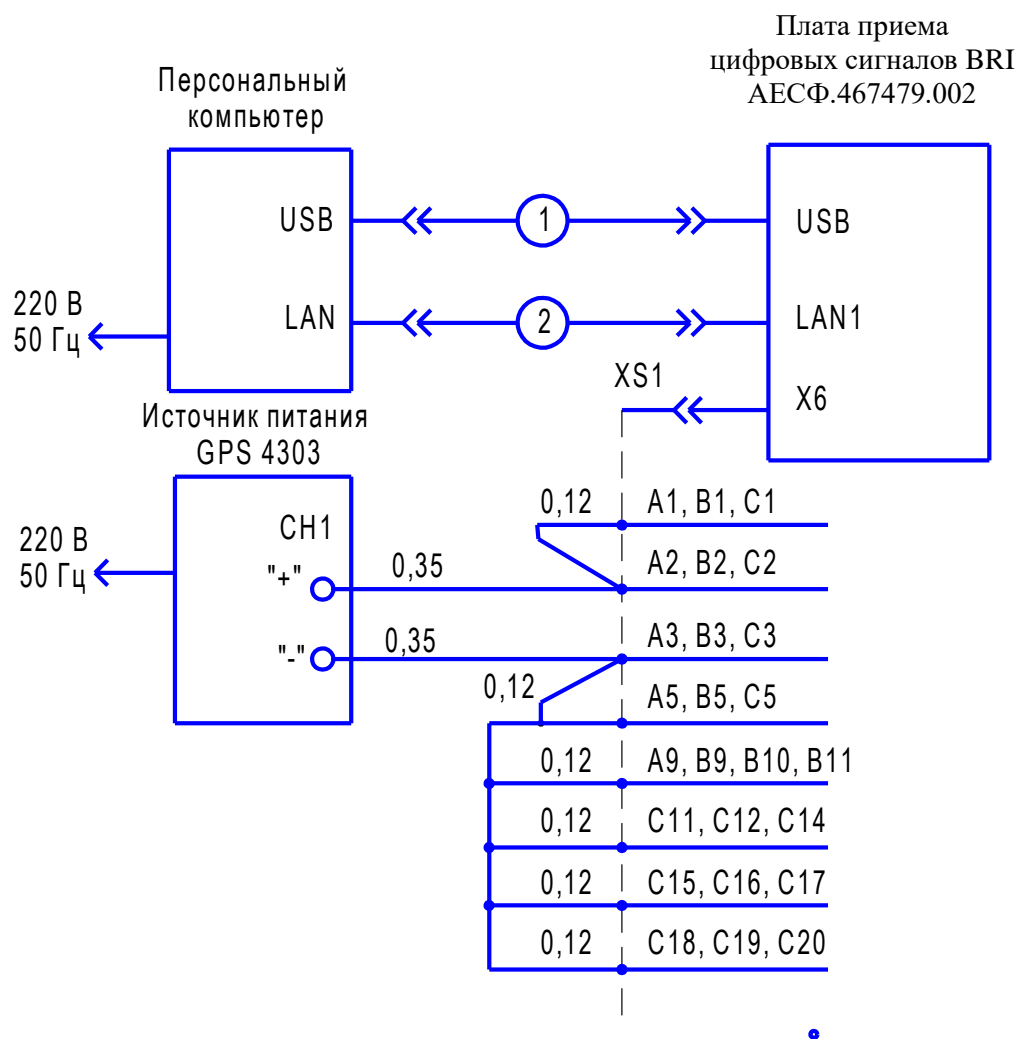 Плата приема
цифровых сигналов BRI
АЕСФ.467479.002
Персональный
компьютер
USB
1
USB
LAN
2
LAN1
220 В
50 Гц
XS1
X6
Источник питания
GPS 4303
CH1
220 В
50 Гц
"+"
0,35
"-"
0,35
0,12
A1, B1, C1
A2, B2, C2
A3, B3, C3
0,12
A5, B5, C5
0,12
A9, B9, B10, B11
0,12
C11, C12, C14
0,12
C15, C16, C17
0,12
C18, C19, C20